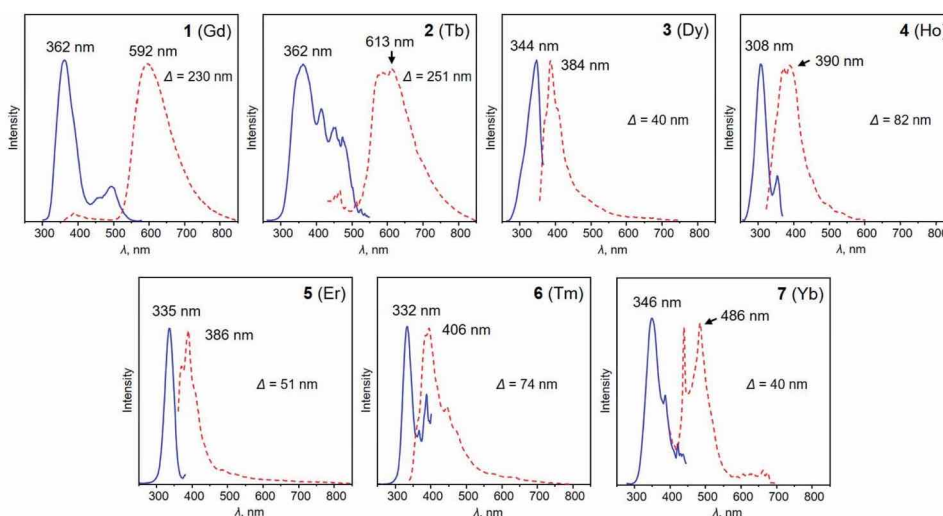 1 (Gd)
362 nm
592 nm
Δ = 230 nm
Intensity
300 400 500 600 700 800
λ, nm
2 (Tb)
613 nm
362 nm
Δ = 251 nm
Intensity
300 400 500 600 700 800
λ, nm
3 (Dy)
344 nm
384 nm
Δ = 40 nm
Intensity
300 400 500 600 700 800
λ, nm
4 (Ho)
308 nm
390 nm
Δ = 82 nm
Intensity
300 400 500 600 700 800
λ, nm
5 (Er)
335 nm
386 nm
Δ = 51 nm
Intensity
300 400 500 600 700 800
λ, nm
6 (Tm)
332 nm
406 nm
Δ = 74 nm
Intensity
300 400 500 600 700 800
λ, nm
7 (Yb)
346 nm
486 nm
Δ = 40 nm
Intensity
300 400 500 600 700 800
λ, nm